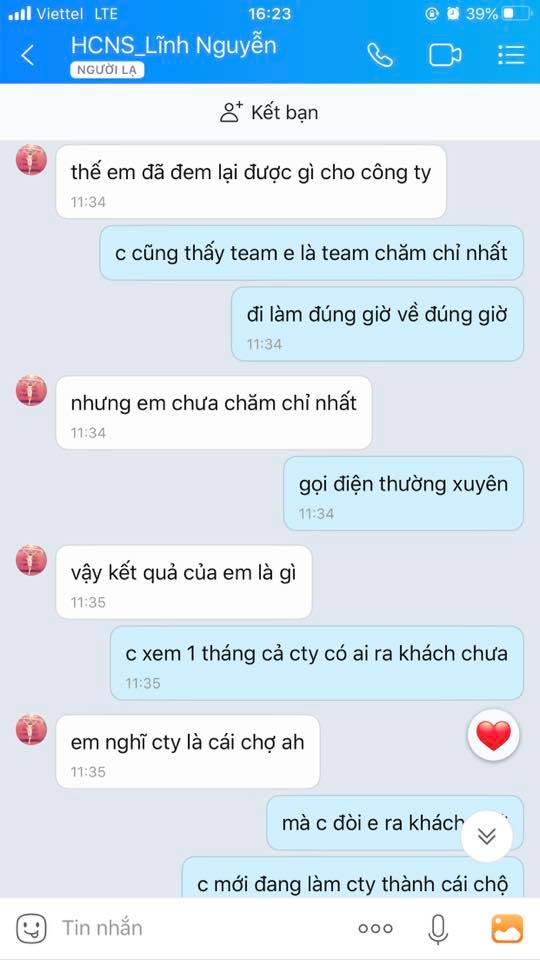 Viettel LTE 16:23 39%
HCNS_Lĩnh Nguyễn
NGƯỜI LẠ
Kết bạn
thế em đã đem lại được gì cho công ty
11:34
c cũng thấy team e là team chăm chỉ nhất
đi làm đúng giờ về đúng giờ
11:34
nhưng em chưa chăm chỉ nhất
11:34
gọi điện thường xuyên
11:34
vậy kết quả của em là gì
11:35
c xem 1 tháng cả cty có ai ra khách chưa
11:35
em nghĩ cty là cái chợ ah
11:35
mà c đòi e ra khách
c mới đang làm cty thành cái chộ
Tin nhắn